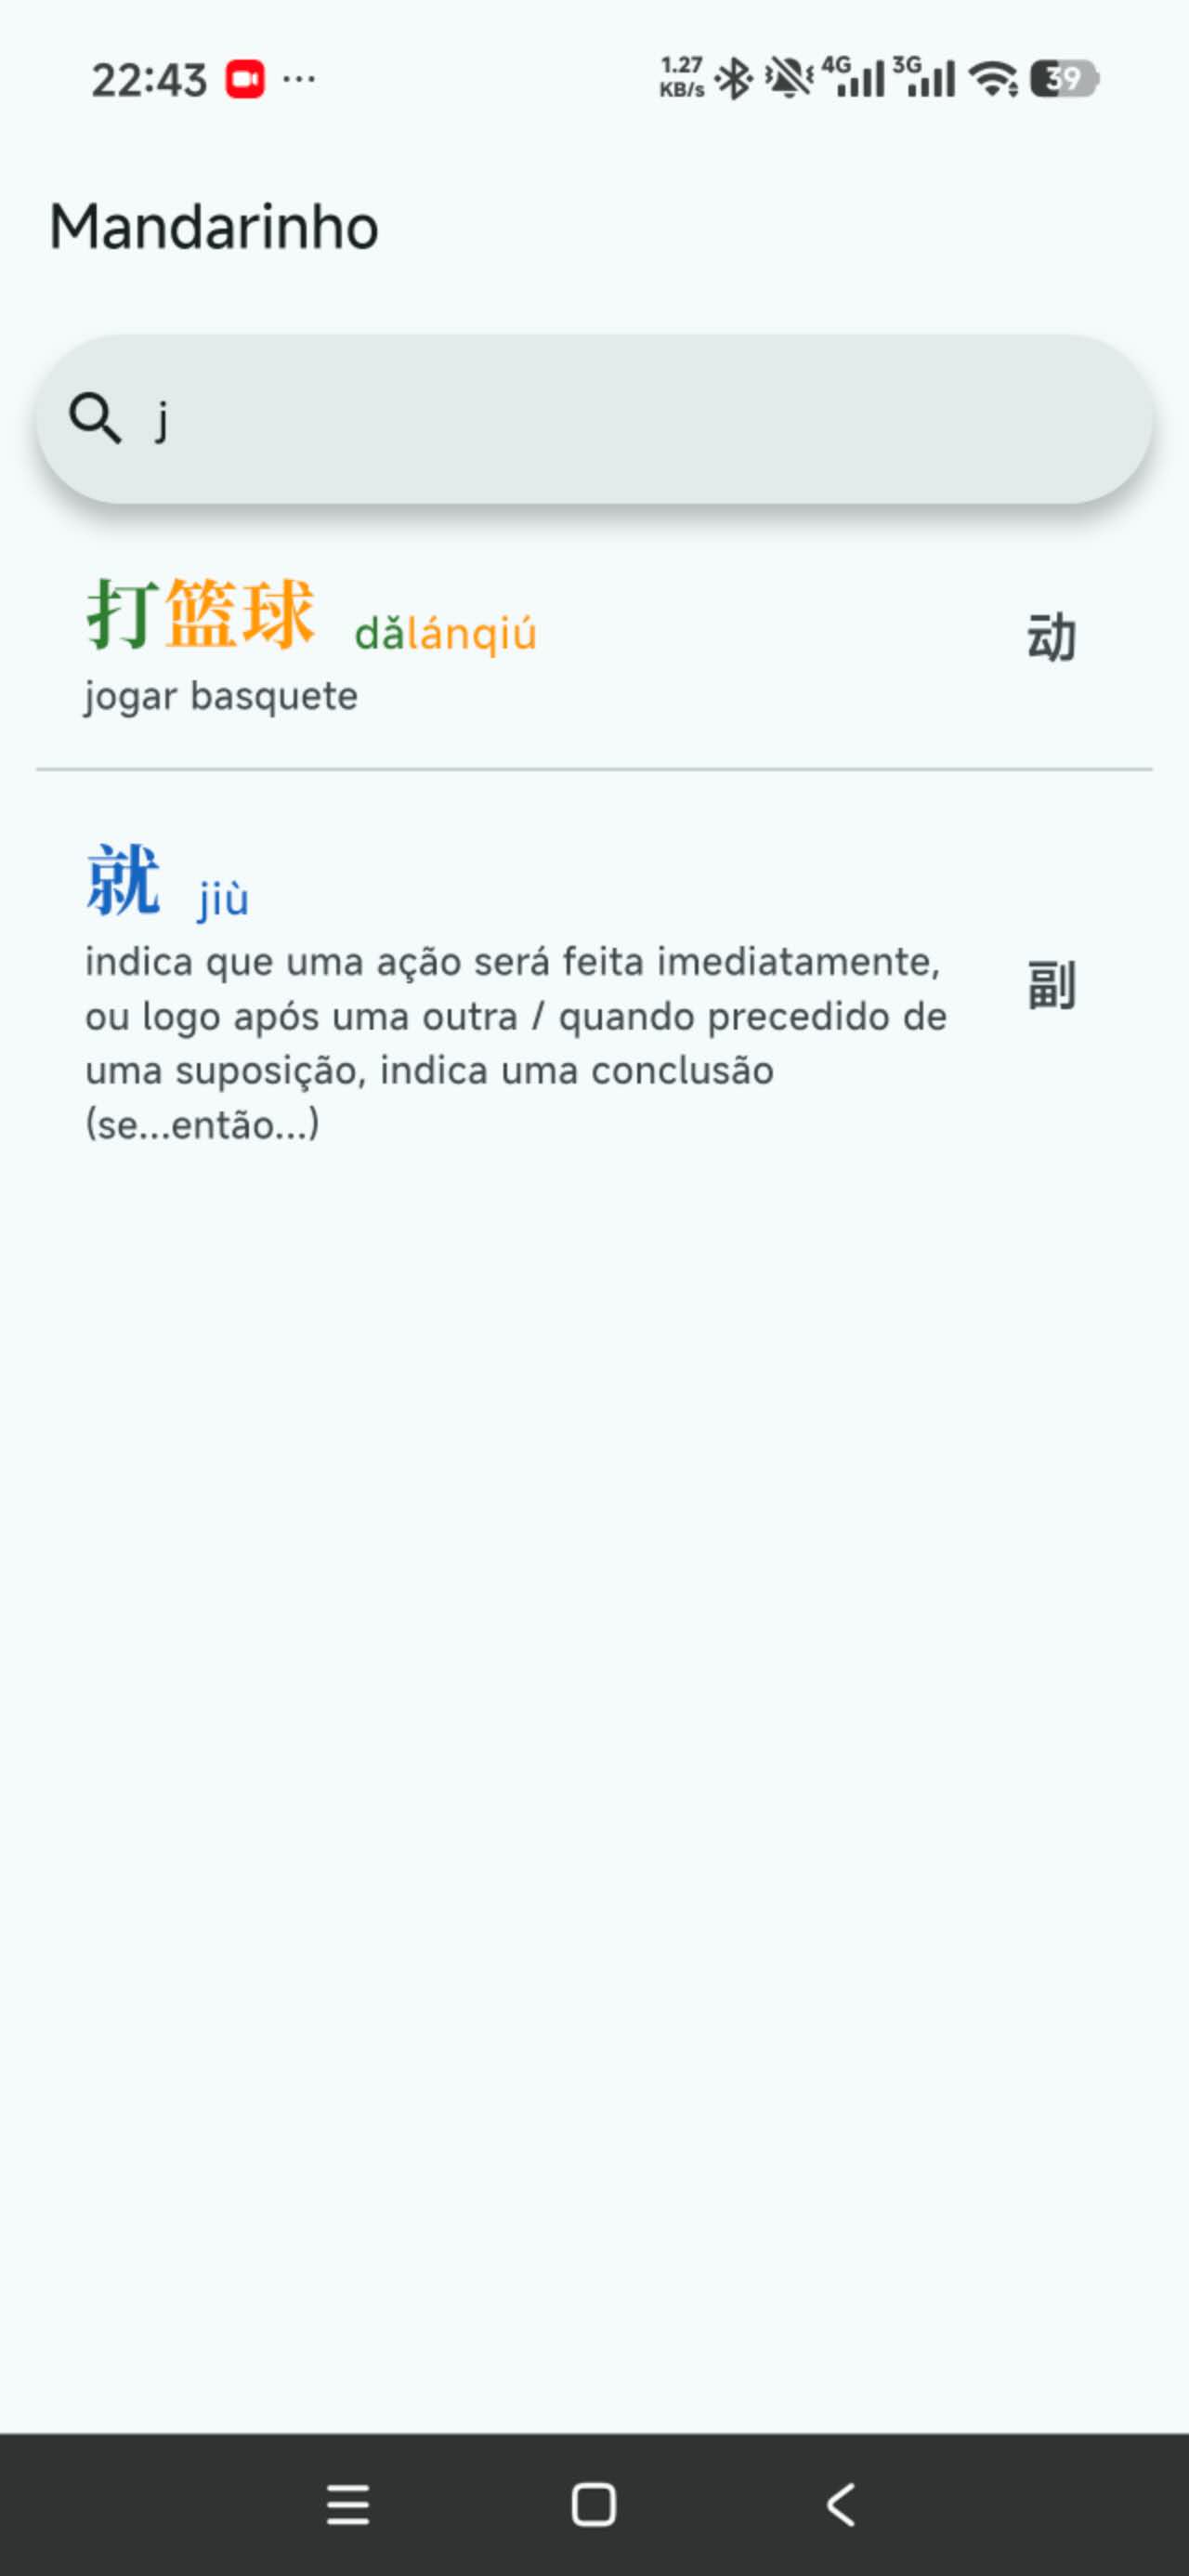 22:43 ...
1.27 KB/s 4G 3G 39
Mandarinho
j
打篮球 dǎlánqiú
动
jogar basquete
就 jiù
indica que uma ação será feita imediatamente,
ou logo após uma outra / quando precedido de
uma suposição, indica uma conclusão
(se...então...)
副